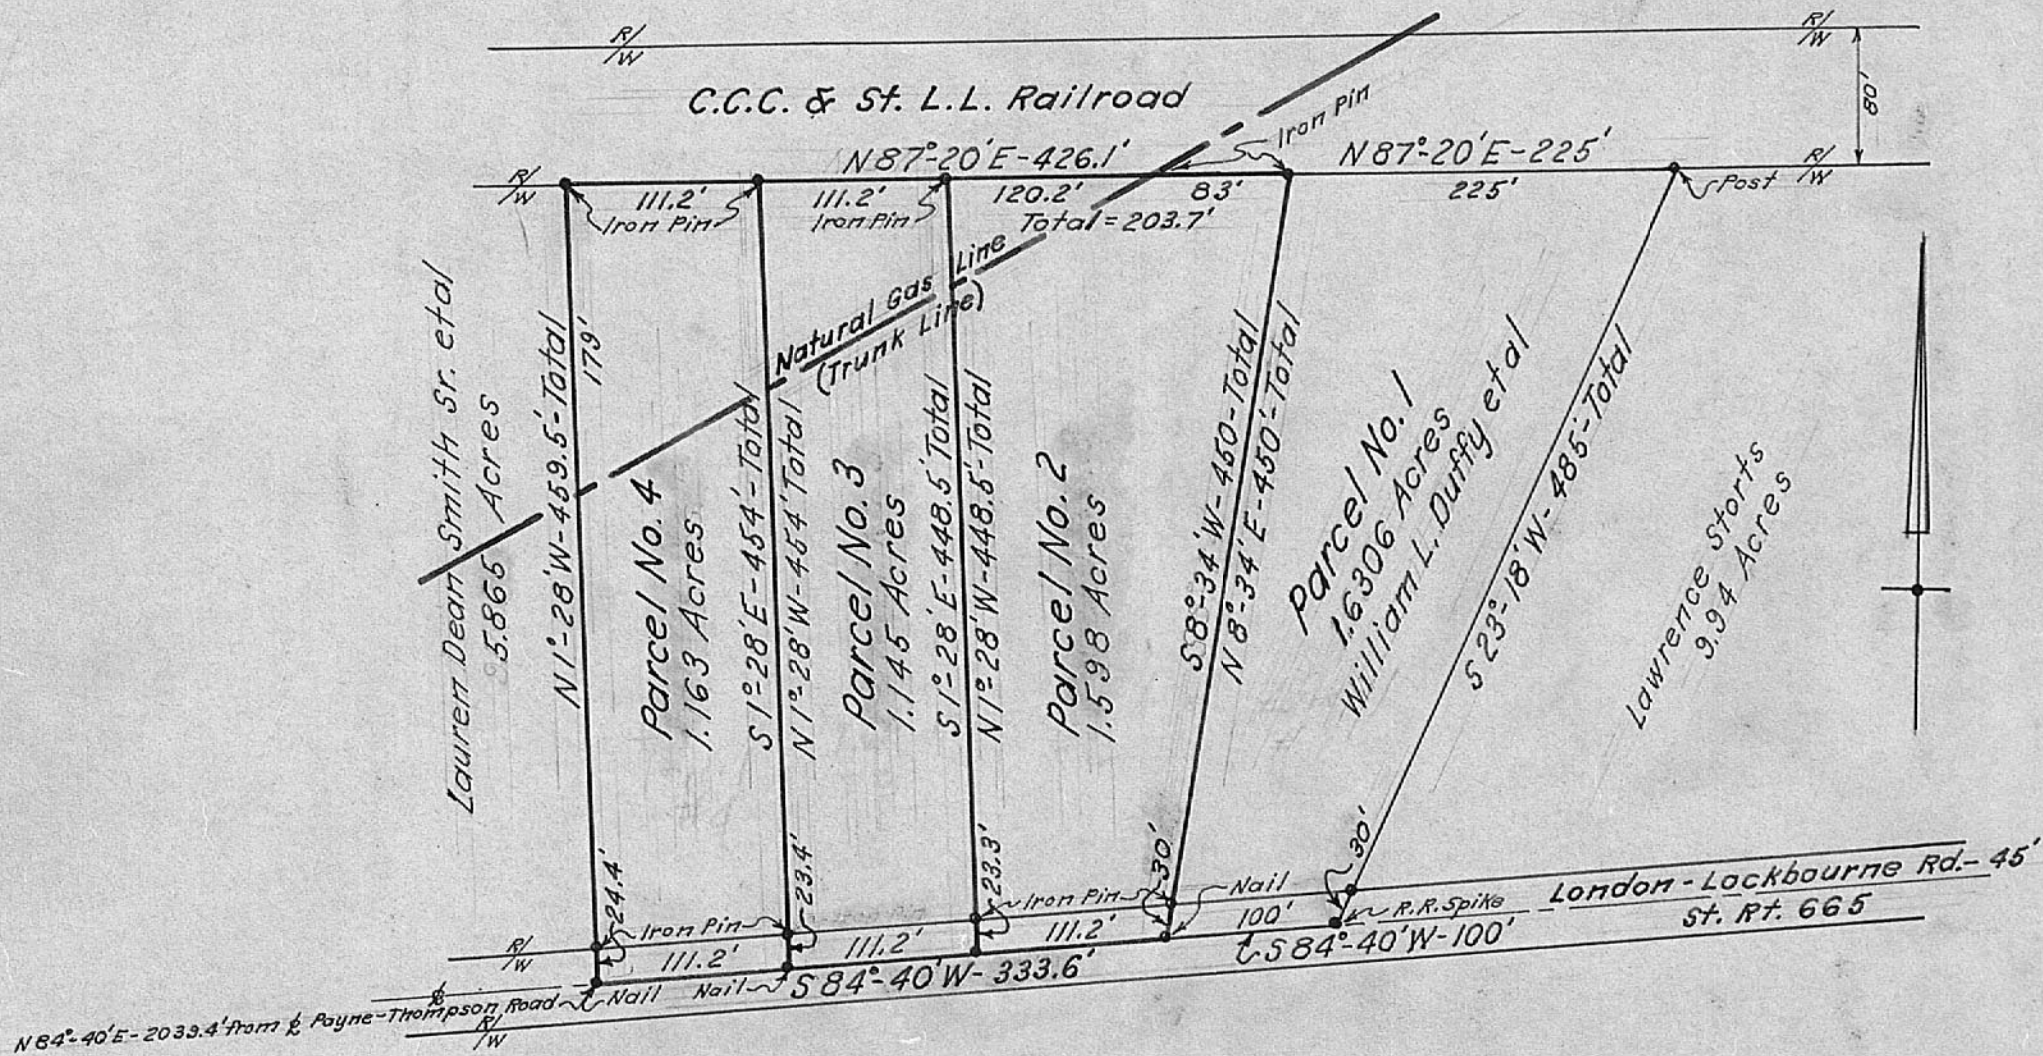 R/W
R/W
C.C.C. & St. L.L. Railroad
80'
Iron Pin
N 87°-20' E-426.1'
N 87°-20' E-225'
R/W
R/W
111.2'
111.2'
120.2'
83'
225'
Post
Iron Pin
Iron Pin
Total = 203.7'
Natural Gas Line
(Trunk Line)
Lauren Dean Smith Sr. etal
5.865 Acres
N 1°-28' W-459.5'-Total
179'
Parcel No. 4
1.163 Acres
S 1°-28' E-454'-Total
N 1°-28' W-454' Total
Parcel No. 3
1.145 Acres
S 1°-28' E-448.5' Total
N 1°-28' W-448.5'-Total
Parcel No. 2
1.598 Acres
S 8°-34' W-450-Total
N 8°-34' E-450'-Total
Parcel No. 1
1.6306 Acres
William L. Duffy et al
S 23°-18' W-485'-Total
Lawrence Storts
9.94 Acres
24.4'
23.4'
23.3'
30'
30'
Iron Pin
Iron Pin
Nail
R.R. Spike
London-Lockbourne Rd.-45'
St. Rt. 665
R/W
111.2'
111.2'
111.2'
100'
S 84°-40' W-100'
S 84°-40' W-333.6'
Nail
Nail
N 84°-40' E-2039.4' from ℄ Payne-Thompson Road
℄
R/W